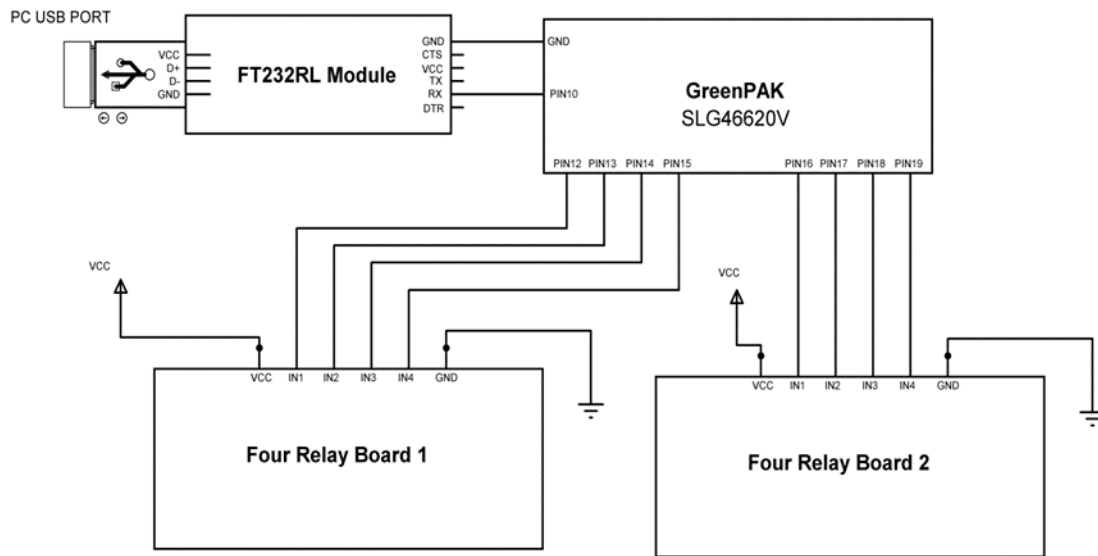 PC USB PORT
VCC
D+
D-
GND
FT232RL Module
GND
CTS
VCC
TX
RX
DTR
GND
PIN10
GreenPAK
SLG46620V
PIN12 PIN13 PIN14 PIN15 PIN16 PIN17 PIN18 PIN19
VCC
VCC
VCC IN1 IN2 IN3 IN4 GND
Four Relay Board 1
VCC IN1 IN2 IN3 IN4 GND
Four Relay Board 2